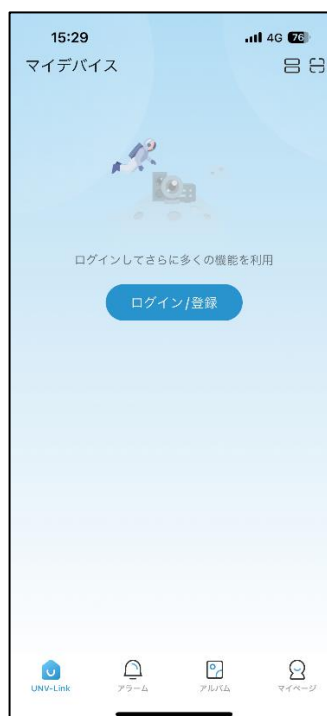 15:29
4G 76
マイデバイス
ログインしてさらに多くの機能を利用
ログイン/登録
UNV-Link
アラーム
アルバム
マイページ